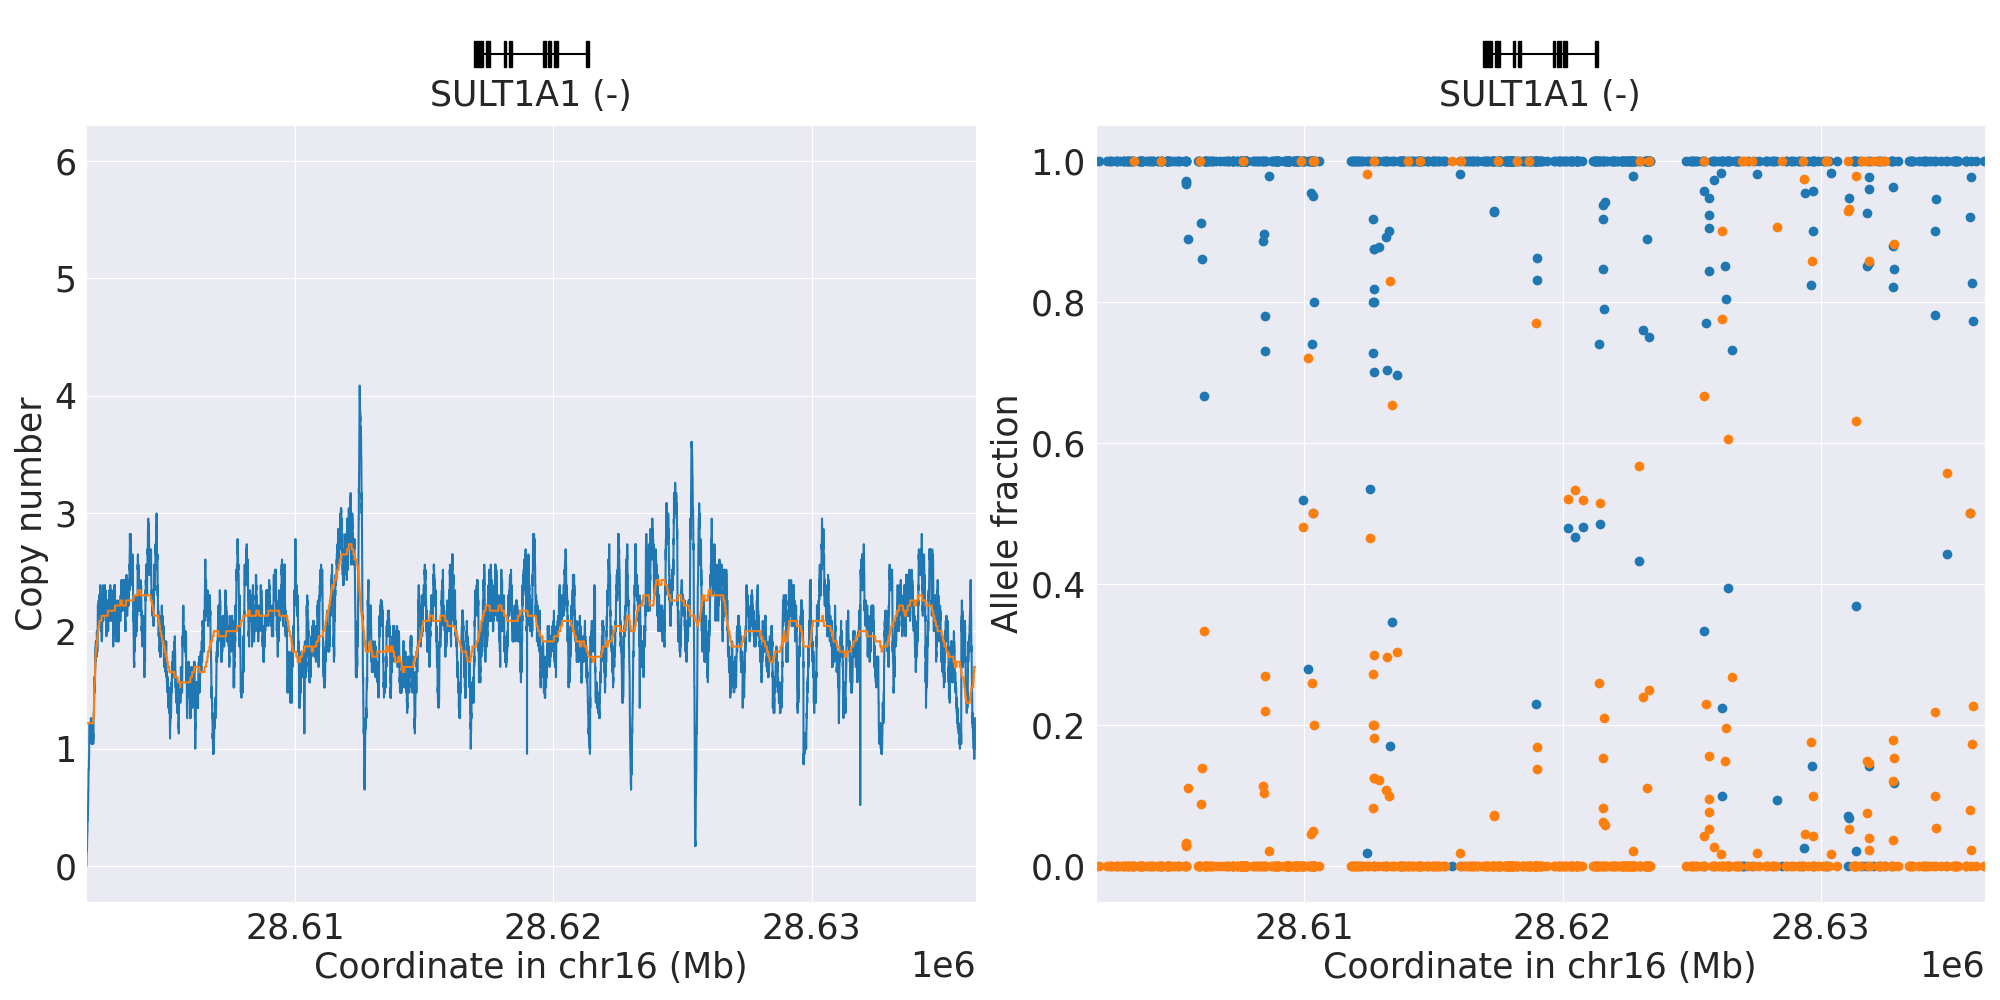 SULT1A1 (-)
6
5
4
3
2
1
0
Copy number
28.61 28.62 28.63
Coordinate in chr16 (Mb) 1e6
SULT1A1 (-)
1.0
0.8
0.6
0.4
0.2
0.0
Allele fraction
28.61 28.62 28.63
Coordinate in chr16 (Mb) 1e6